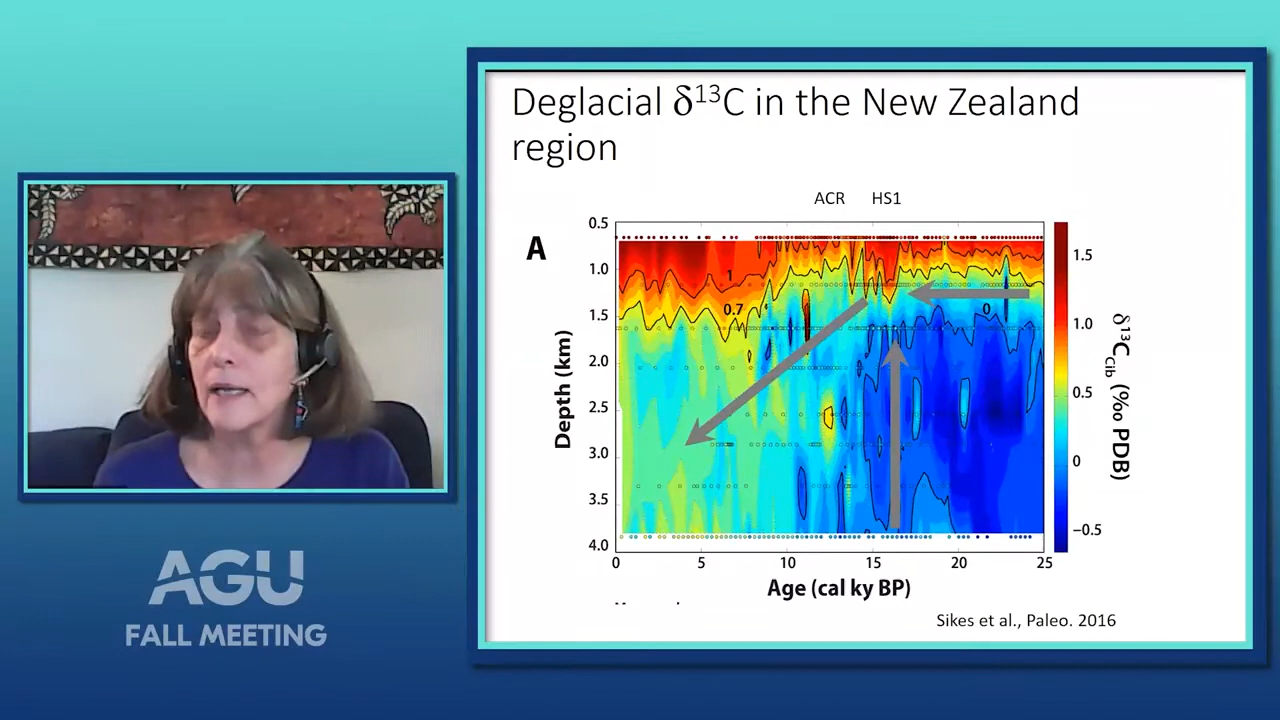 Deglacial δ13C in the New Zealand
region
ACR HS1
A
0.5
1.0
1.5
2.0
2.5
3.0
3.5
4.0
Depth (km)
1
0.7
0
0 5 10 15 20 25
Age (cal ky BP)
1.5
1.0
0.5
0
−0.5
δ13CCib (‰ PDB)
Sikes et al., Paleo. 2016
AGU
FALL MEETING